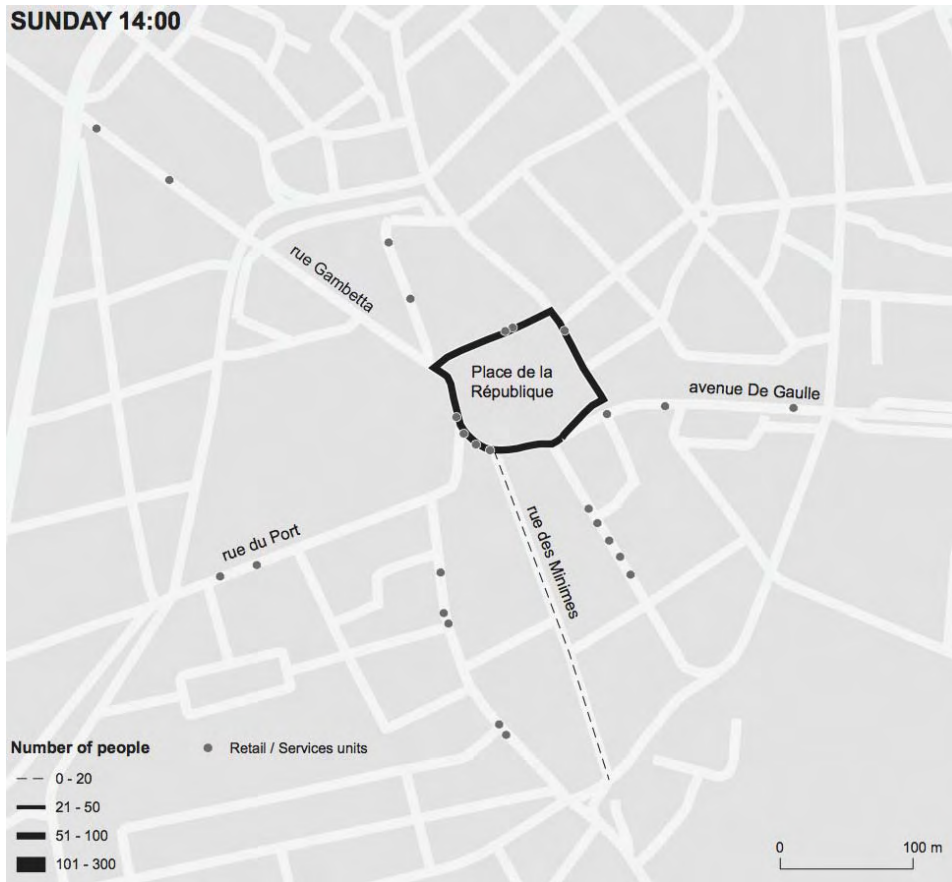 SUNDAY 14:00
rue Gambetta
Place de la
République
avenue De Gaulle
rue des Minimes
rue du Port
Number of people
Retail / Services units
0 - 20
21 - 50
51 - 100
101 - 300
0
100 m